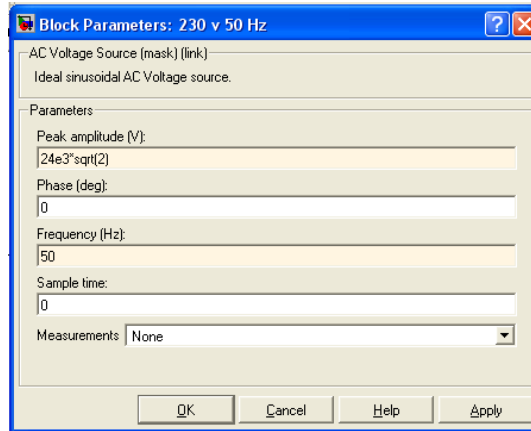 Block Parameters: 230 v 50 Hz
AC Voltage Source (mask) (link)
Ideal sinusoidal AC Voltage source.
Parameters
Peak amplitude (V):
24e3*sqrt(2)
Phase (deg):
0
Frequency (Hz):
50
Sample time:
0
Measurements None
OK Cancel Help Apply